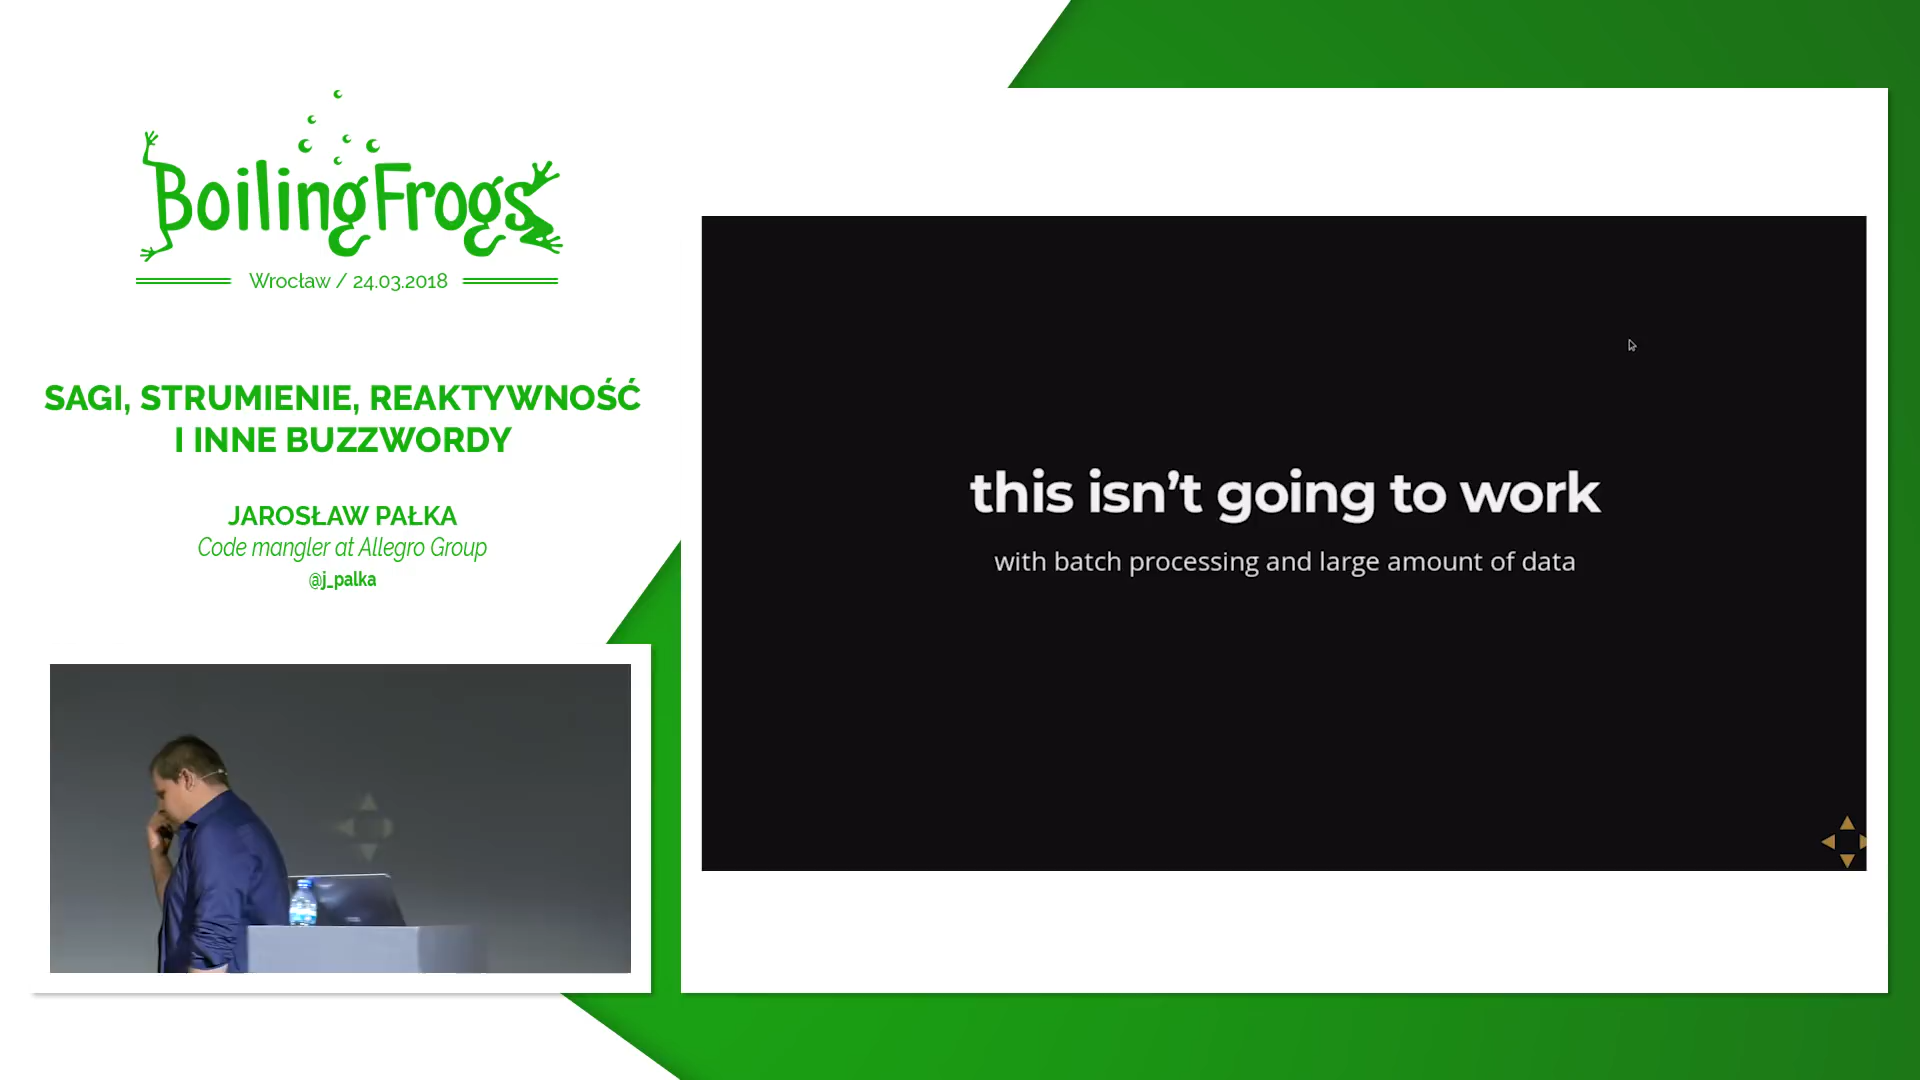 BoilingFrogs
Wrocław / 24.03.2018
SAGI, STRUMIENIE, REAKTYWNOŚĆ
I INNE BUZZWORDY
JAROSŁAW PAŁKA
Code mangler at Allegro Group
@j_palka
this isn’t going to work
with batch processing and large amount of data